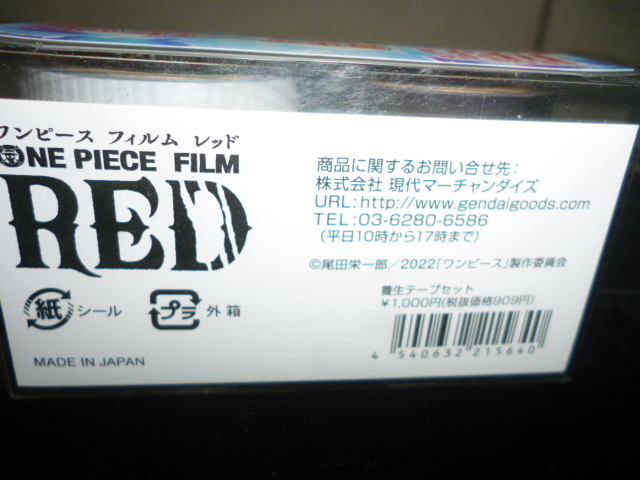 ワンピース フィルム レッド
ONE PIECE FILM
RED
紙 シール
プラ 外箱
MADE IN JAPAN
商品に関するお問い合せ先：
株式会社 現代マーチャンダイズ
URL：http://www.gendaigoods.com
TEL：03-6280-6586
（平日10時から17時まで）
©尾田栄一郎／2022「ワンピース」製作委員会
養生テープセット
￥1,000円(税抜価格909円)
4 540632 215640